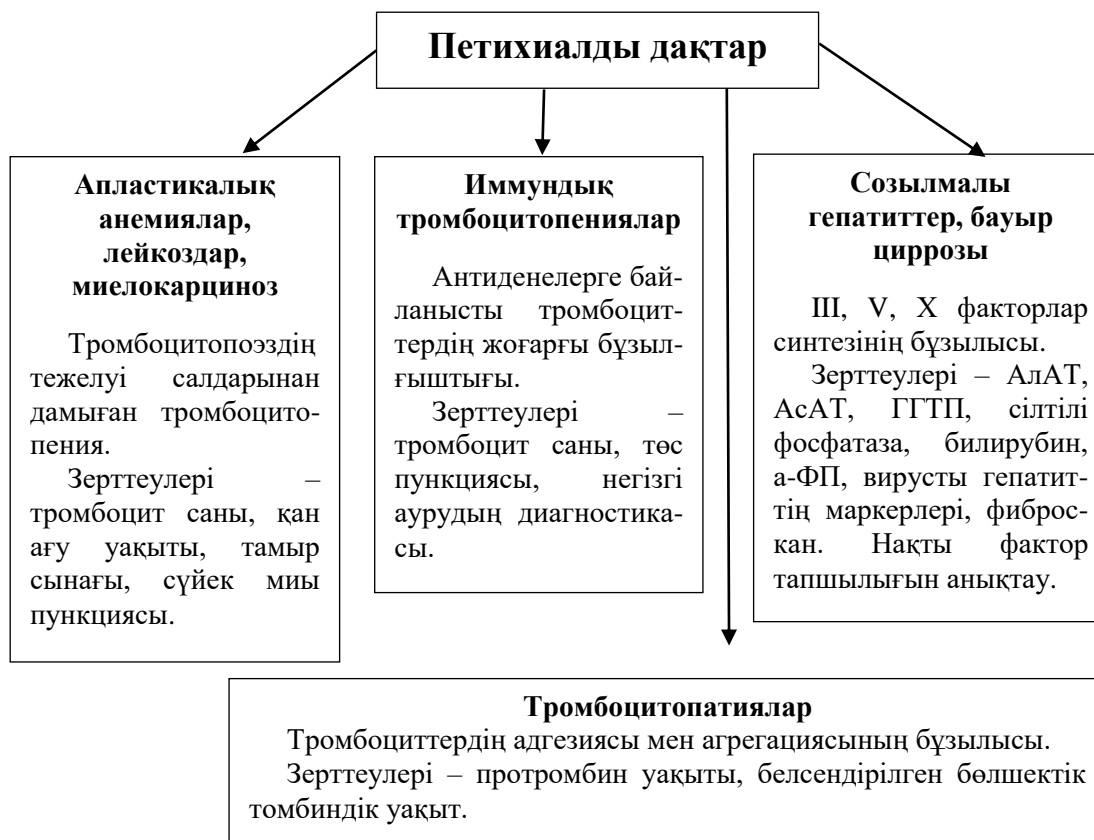 Петихиалды дақтар
Апластикалық
анемиялар,
лейкоздар,
миелокарциноз
Тромбоцитопоэздің
тежелуі салдарынан
дамыған тромбоцито-
пения.
Зерттеулері –
тромбоцит саны, қан
ағу уақыты, тамыр
сынағы, сүйек миы
пункциясы.
Иммундық
тромбоцитопениялар
Антиденелерге бай-
ланысты тромбоцит-
тердің жоғарғы бұзыл-
ғыштығы.
Зерттеулері –
тромбоцит саны, төс
пункциясы, негізгі
аурудың диагностика-
сы.
Созылмалы
гепатиттер, бауыр
циррозы
III, V, X факторлар
синтезінің бұзылысы.
Зерттеулері – АлАТ,
АсАТ, ГГТП, сілтілі
фосфатаза, билирубин,
а-ФП, вирусты гепатит-
тің маркерлері, фиброс-
кан. Нақты фактор
тапшылығын анықтау.
Тромбоцитопатиялар
Тромбоциттердің адгезиясы мен агрегациясының бұзылысы.
Зерттеулері – протромбин уақыты, белсендірілген бөлшектік
томбиндік уақыт.